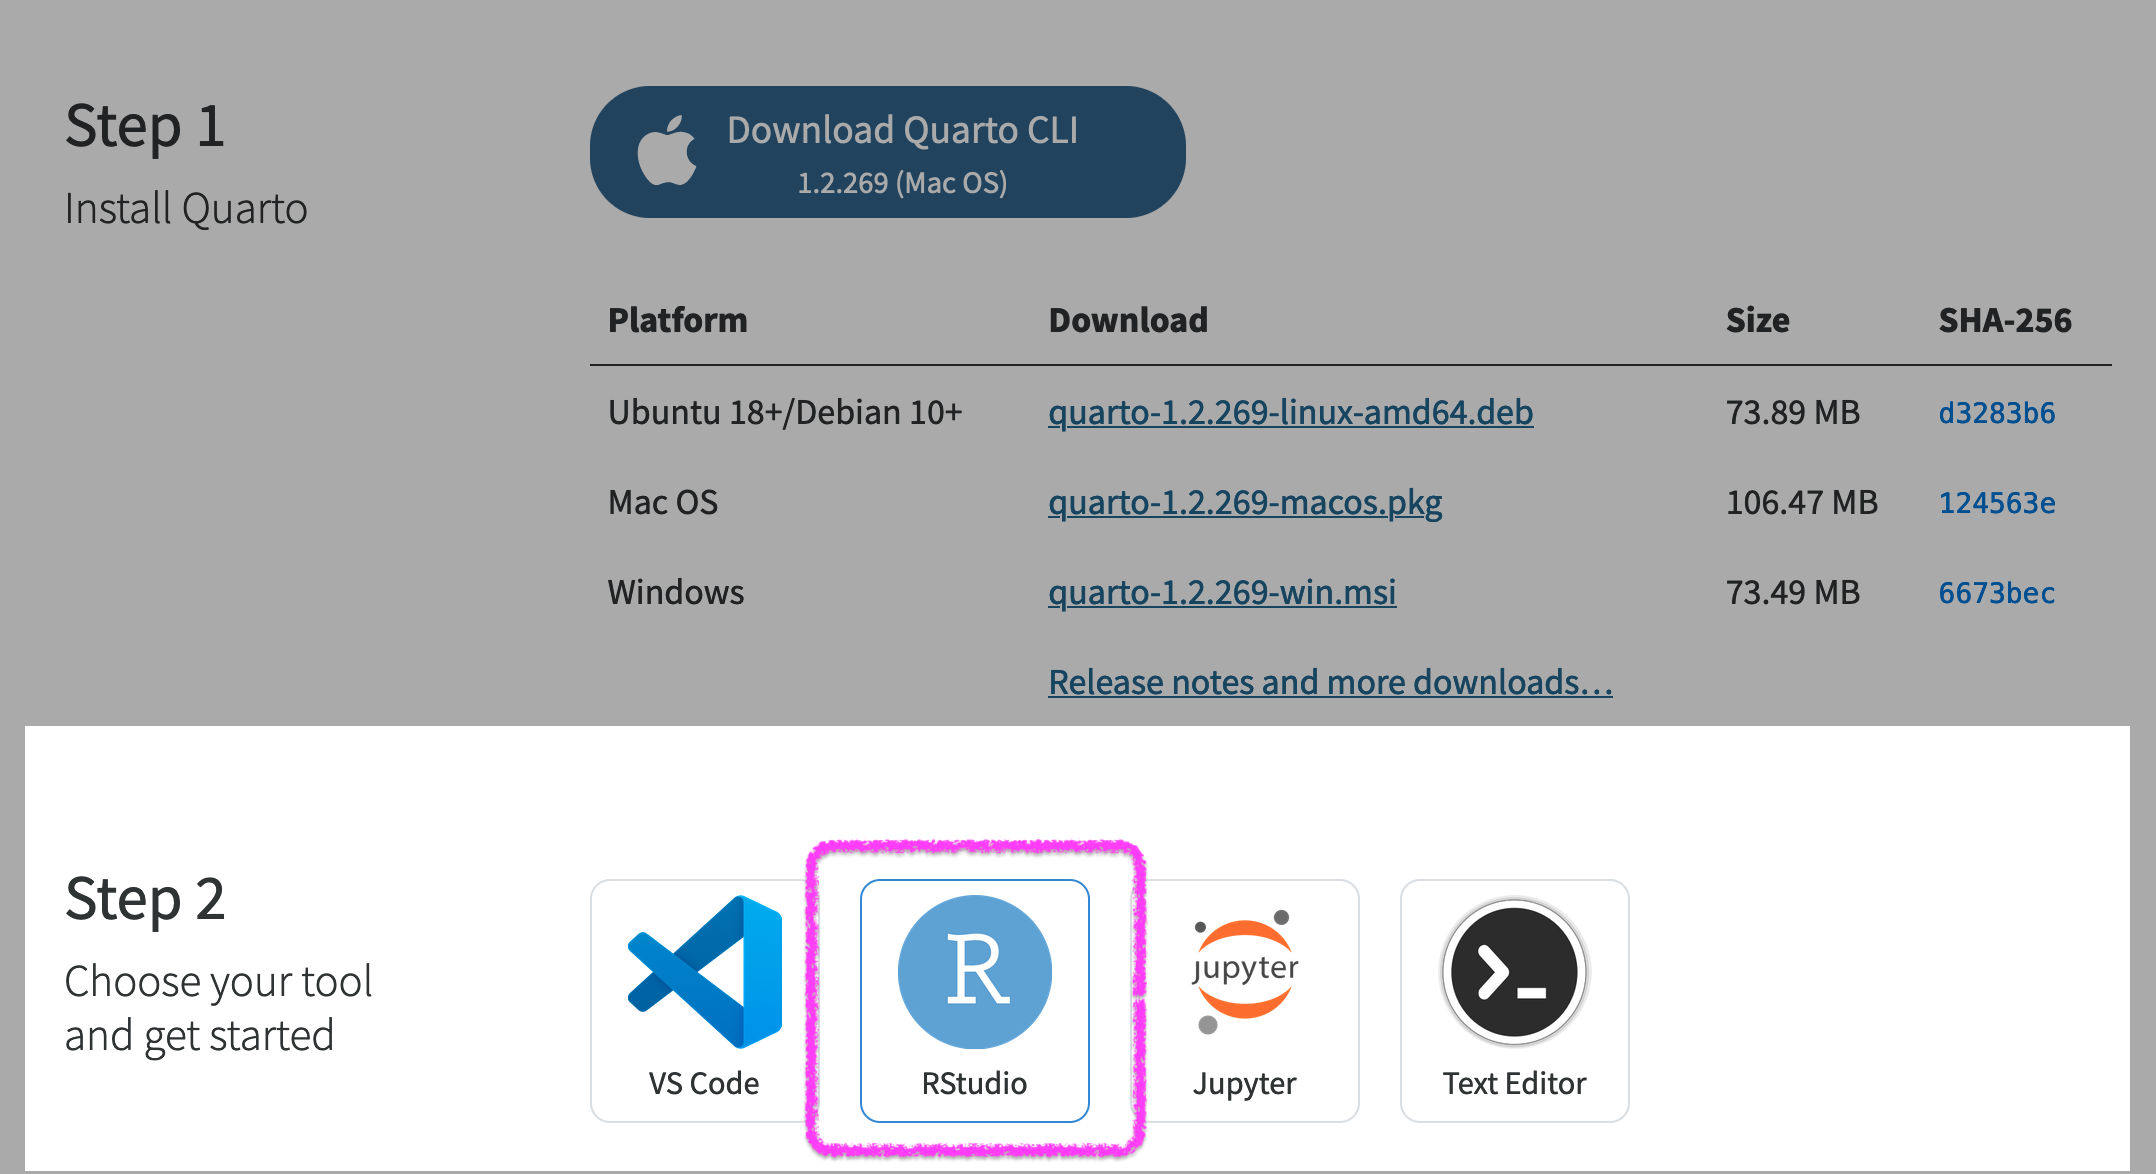 Step 1
Install Quarto
Download Quarto CLI
1.2.269 (Mac OS)
Platform Download Size SHA-256
Ubuntu 18+/Debian 10+ quarto-1.2.269-linux-amd64.deb 73.89 MB d3283b6
Mac OS quarto-1.2.269-macos.pkg 106.47 MB 124563e
Windows quarto-1.2.269-win.msi 73.49 MB 6673bec
Release notes and more downloads…
Step 2
Choose your tool
and get started
R
jupyter
VS Code RStudio Jupyter Text Editor